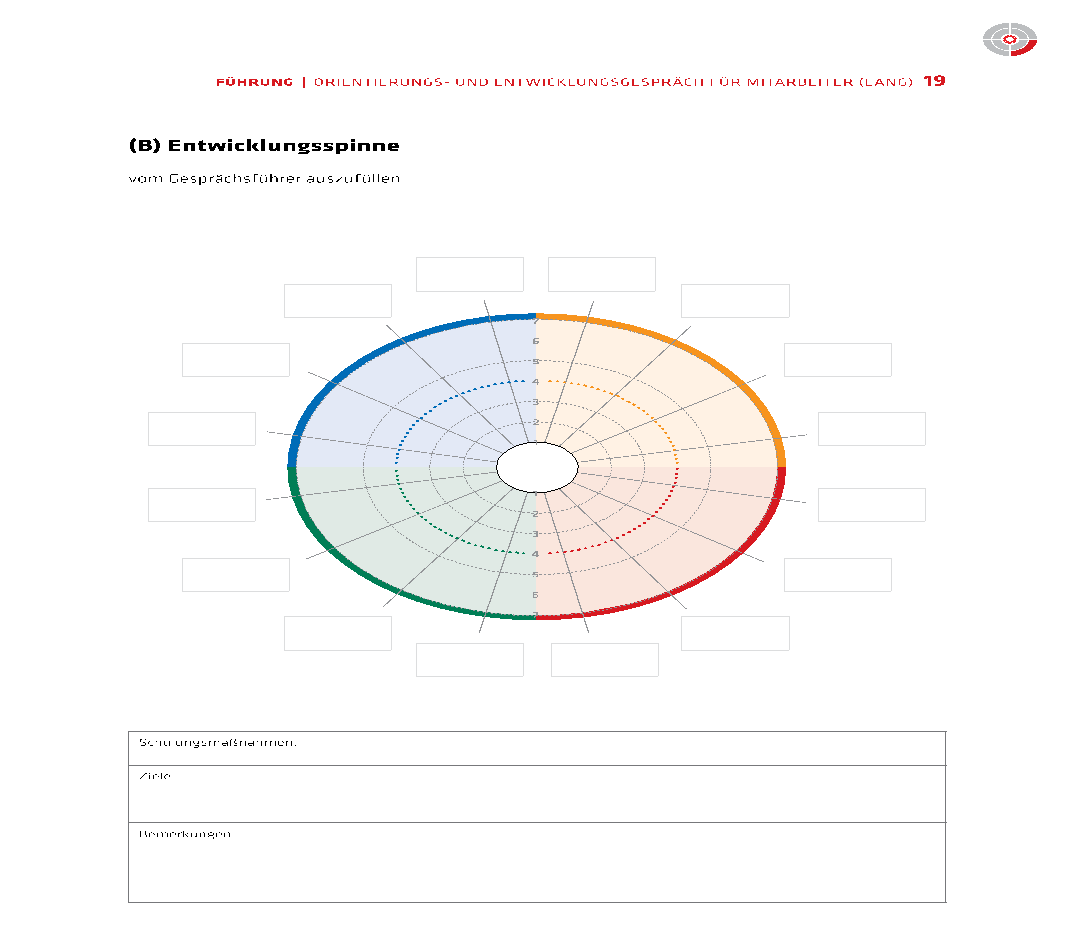 FÜHRUNG | ORIENTIERUNGS- UND ENTWICKLUNGSGESPRÄCH FÜR MITARBEITER (LANG) 19
(B) Entwicklungsspinne
vom Gesprächsführer auszufüllen
7
6
5
4
3
2
1
1
2
3
4
5
6
7
Schulungsmaßnahmen:
Ziele
Bemerkungen